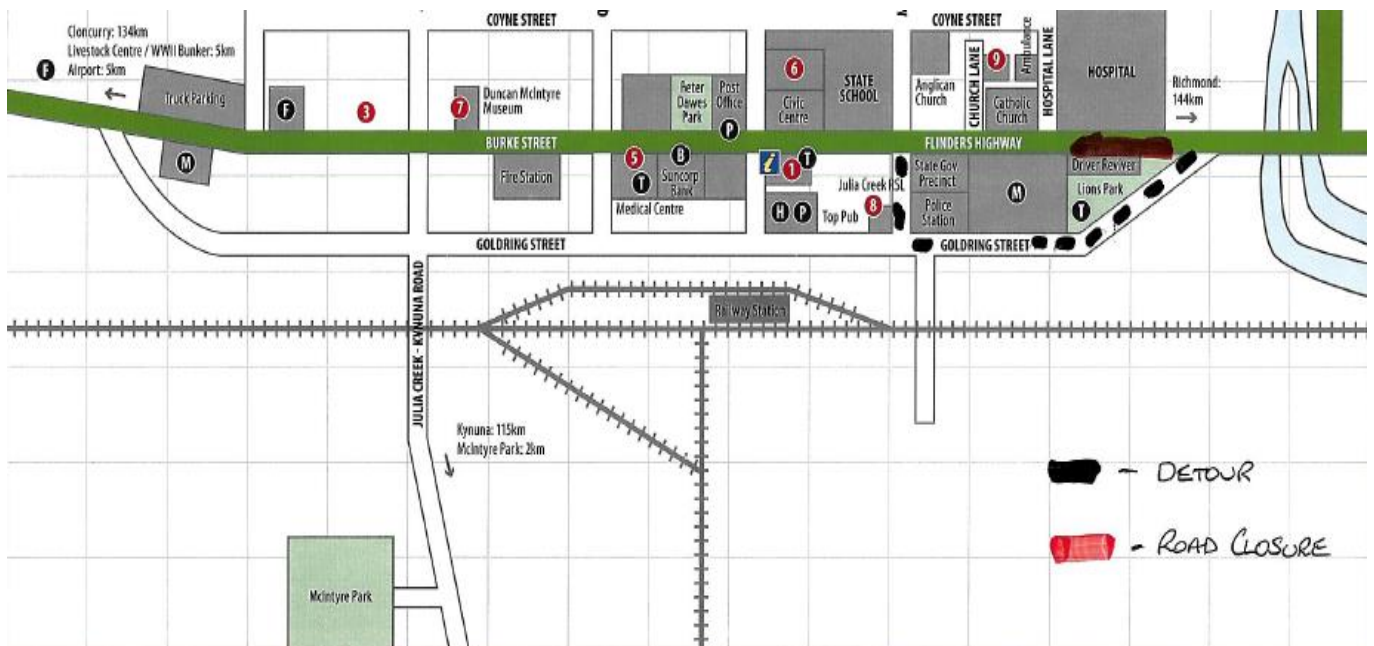 COYNE STREET
COYNE STREET
Cloncurry: 134km
Livestock Centre / WWII Bunker: 5km
Airport: 5km
F
Truck Parking
M
F
3
7
Duncan McIntyre
Museum
Peter
Dawes
Park
Post
Office
P
6
Civic
Centre
STATE
SCHOOL
Anglican
Church
CHURCH LANE
9
Ambulance
Catholic
Church
HOSPITAL LANE
HOSPITAL
Richmond:
144km
BURKE STREET
FLINDERS HIGHWAY
Fire Station
5
T
B
Suncorp
Bank
Medical Centre
i
1
T
H
P
Top Pub
Julia Creek RSL
8
State Gov
Precinct
Police
Station
M
Driver Reviver
Lions Park
T
GOLDRING STREET
GOLDRING STREET
JULIA CREEK - KYNUNA ROAD
Railway Station
Kynuna: 115km
McIntyre Park: 2km
McIntyre Park
- DETOUR
- ROAD CLOSURE